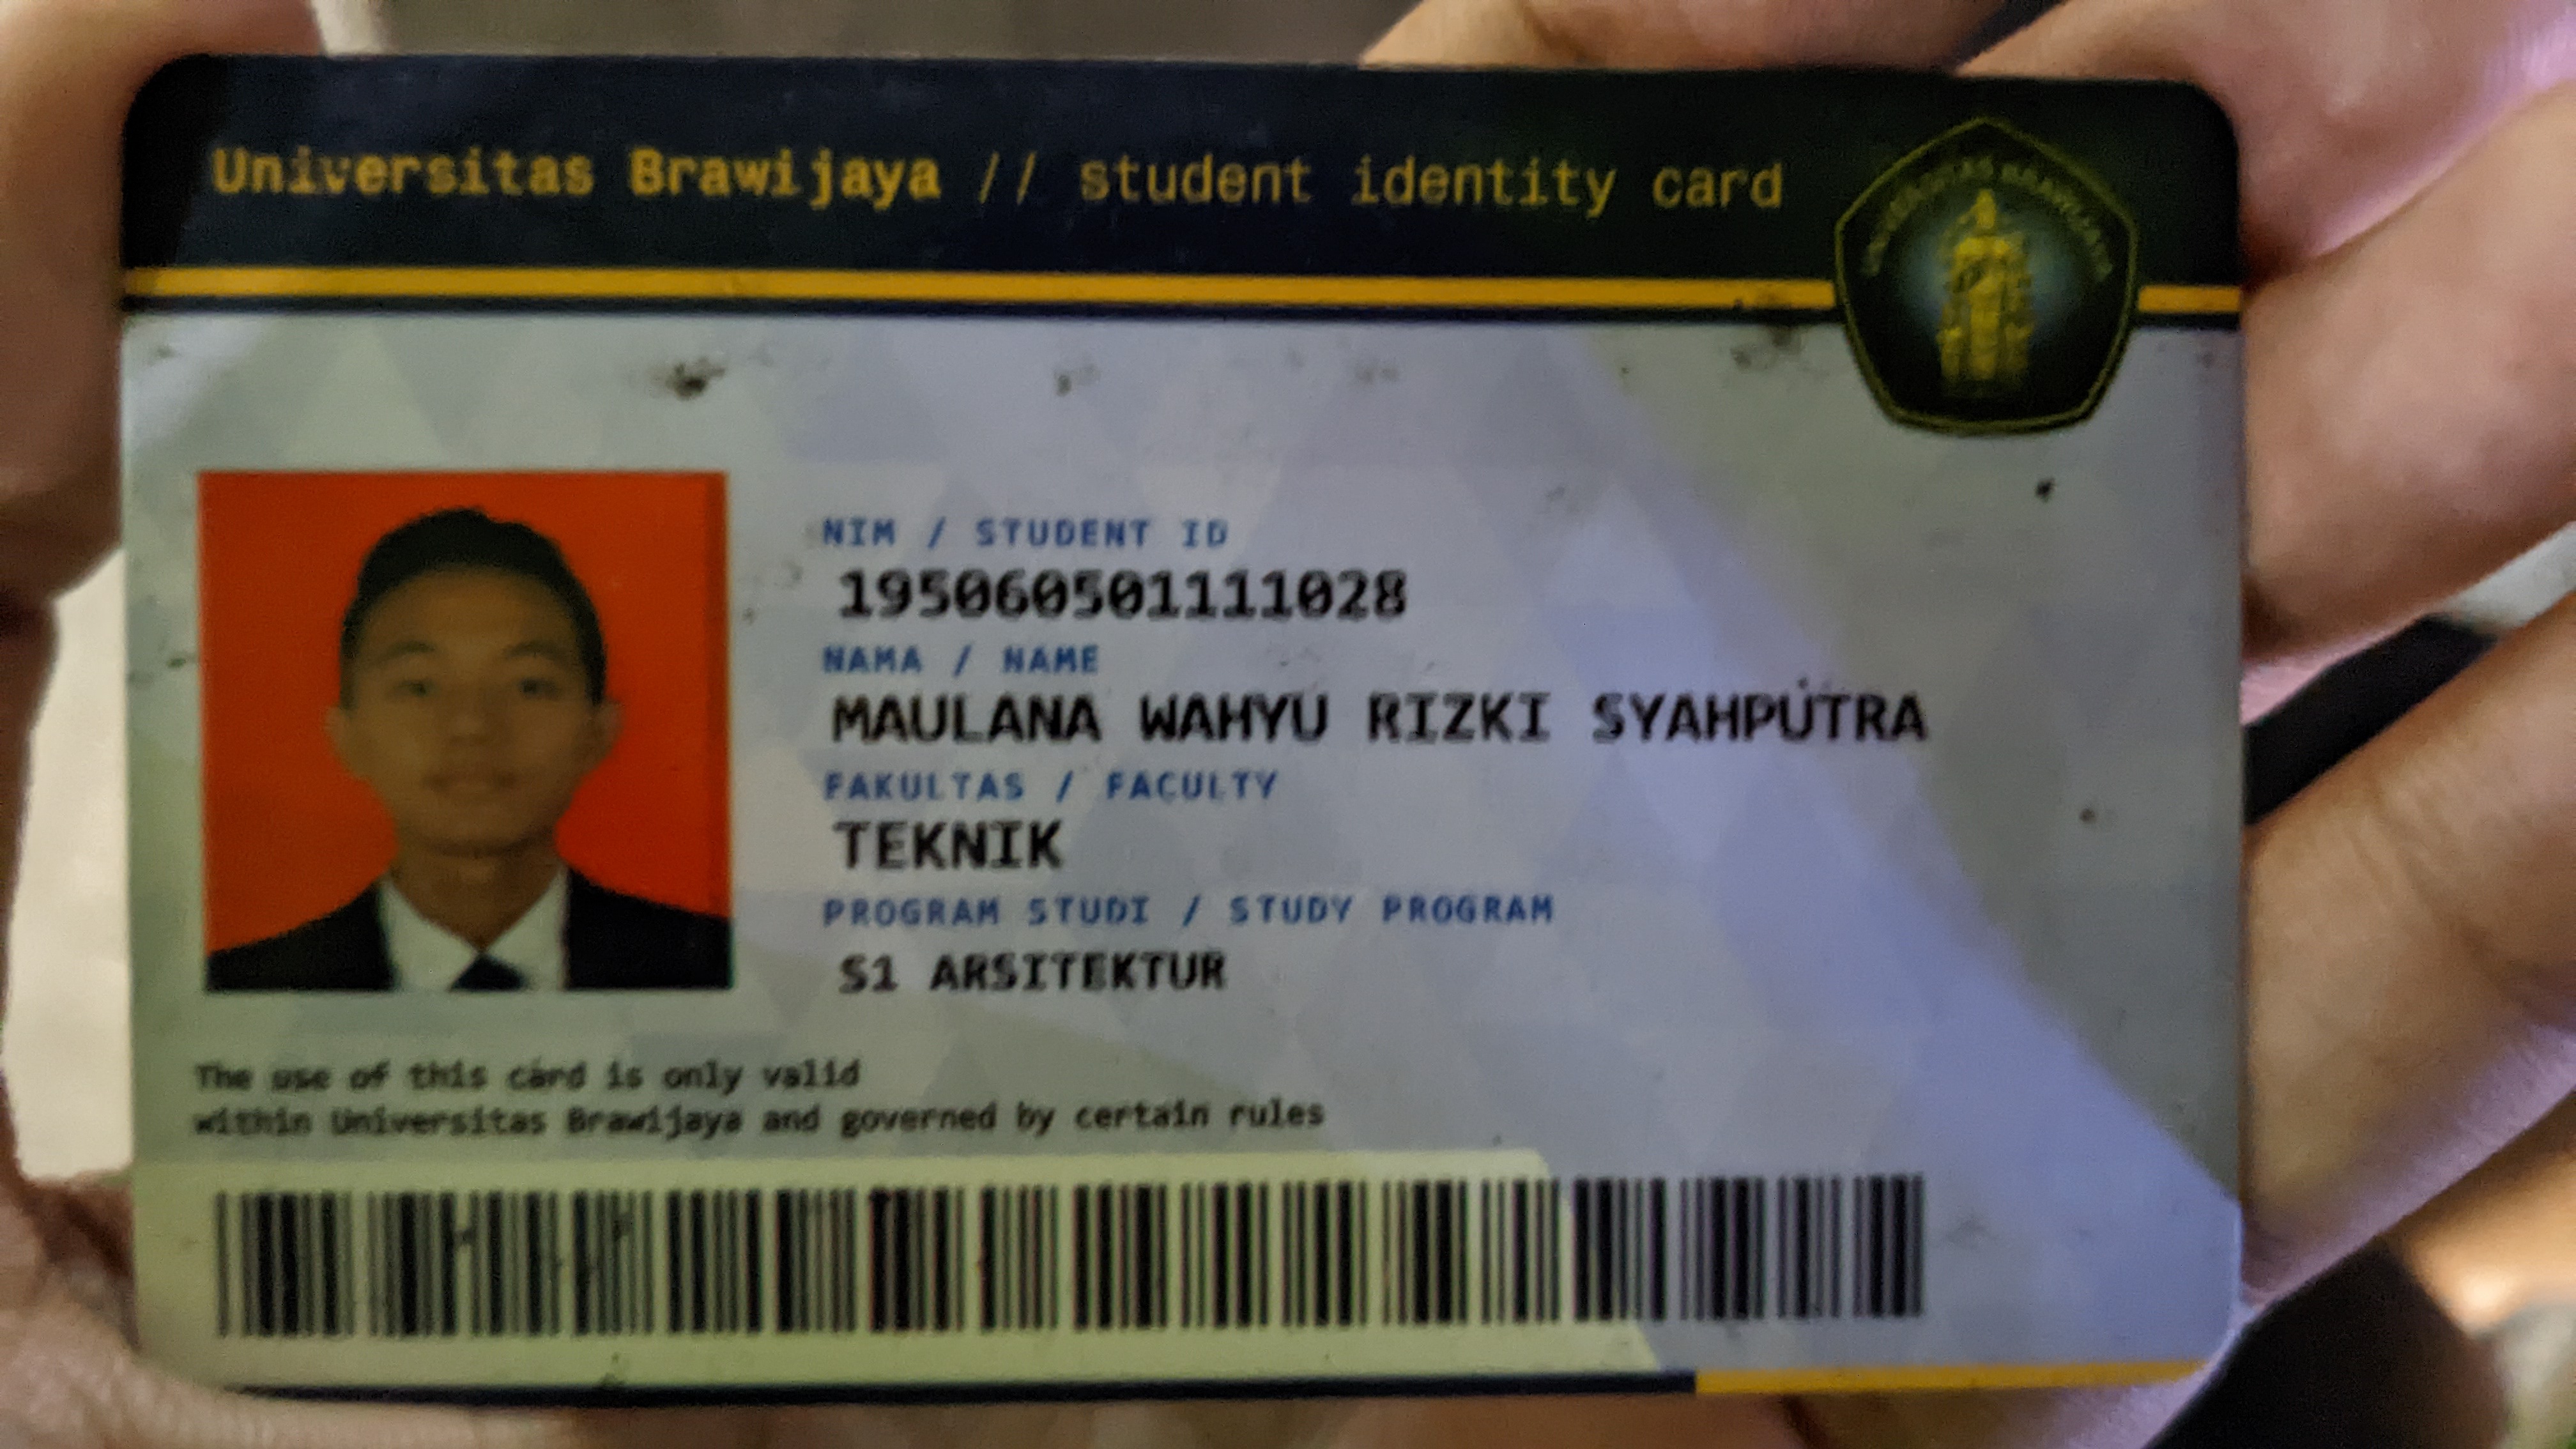 Universitas Brawijaya // student identity card
UNIVERSITAS BRAWIJAYA
NIM / STUDENT ID
195060501111028
NAMA / NAME
MAULANA WAHYU RIZKI SYAHPUTRA
FAKULTAS / FACULTY
TEKNIK
PROGRAM STUDI / STUDY PROGRAM
S1 ARSITEKTUR
The use of this card is only valid
within Universitas Brawijaya and governed by certain rules